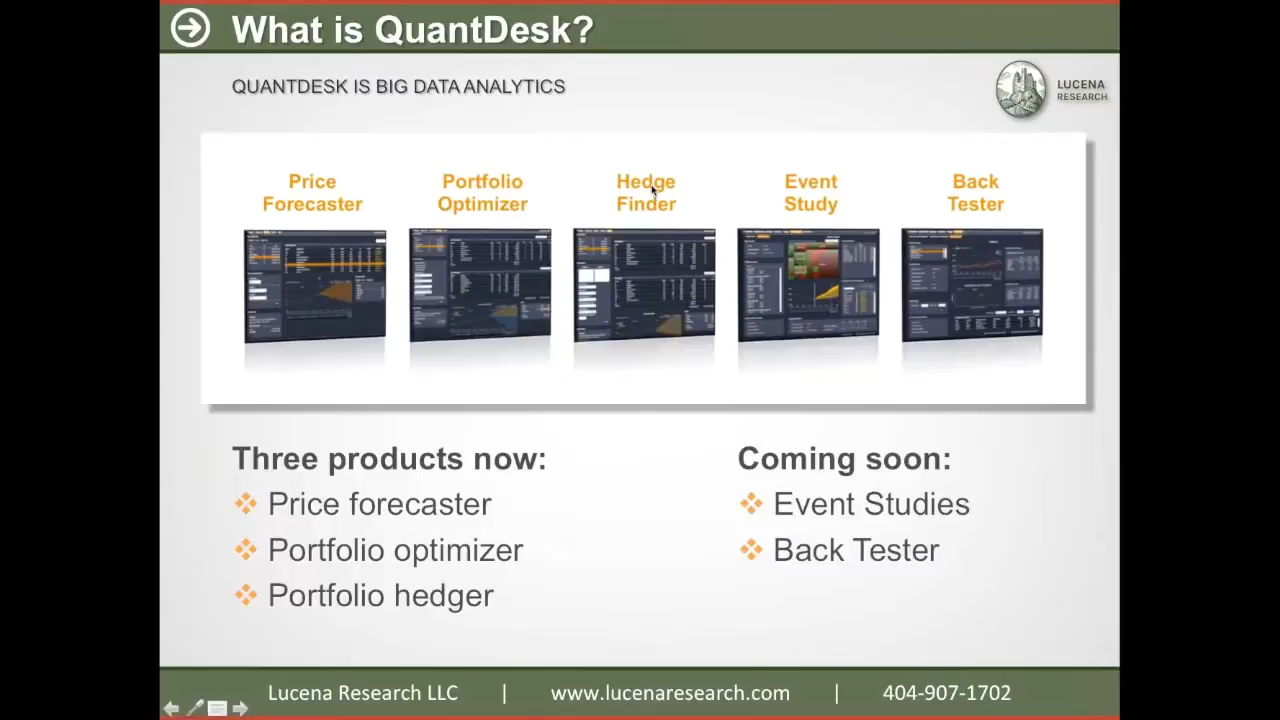 What is QuantDesk?
QUANTDESK IS BIG DATA ANALYTICS
LUCENA
RESEARCH
Price
Forecaster
Portfolio
Optimizer
Hedge
Finder
Event
Study
Back
Tester
Three products now:
Price forecaster
Portfolio optimizer
Portfolio hedger
Coming soon:
Event Studies
Back Tester
Lucena Research LLC | www.lucenaresearch.com | 404-907-1702